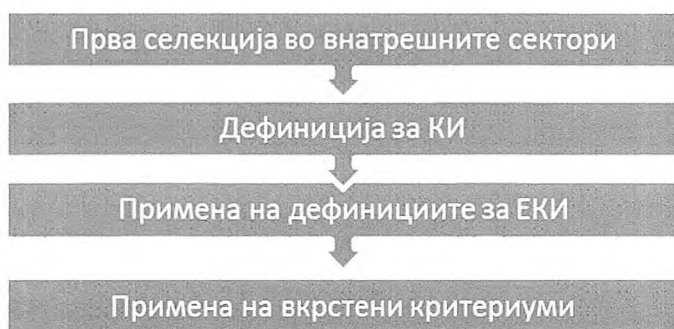 Прва селекција во внатрешните сектори
Дефиниција за КИ
Примена на дефинициите за ЕКИ
Примена на вкрстени критериуми